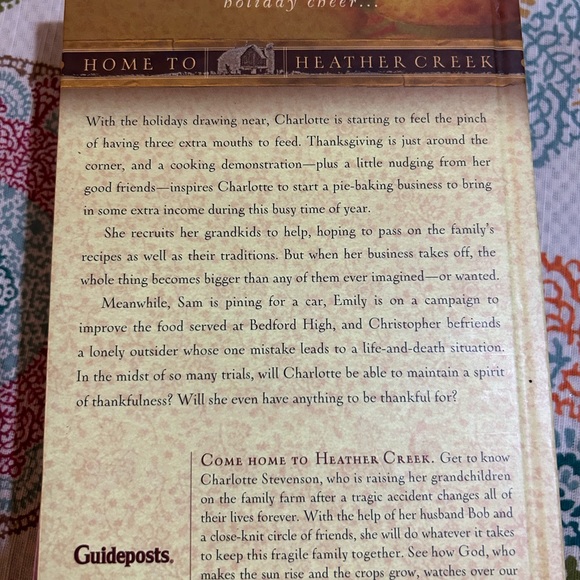 holiday cheer...
HOME TO HEATHER CREEK
With the holidays drawing near, Charlotte is starting to feel the pinch
of having three extra mouths to feed. Thanksgiving is just around the
corner, and a cooking demonstration—plus a little nudging from her
good friends—inspires Charlotte to start a pie-baking business to bring
in some extra income during this busy time of year.
She recruits her grandkids to help, hoping to pass on the family's
recipes as well as their traditions. But when her business takes off, the
whole thing becomes bigger than any of them ever imagined—or wanted.
Meanwhile, Sam is pining for a car, Emily is on a campaign to
improve the food served at Bedford High, and Christopher befriends
a lonely outsider whose one mistake leads to a life-and-death situation.
In the midst of so many trials, will Charlotte be able to maintain a spirit
of thankfulness? Will she even have anything to be thankful for?
COME HOME TO HEATHER CREEK. Get to know
Charlotte Stevenson, who is raising her grandchildren
on the family farm after a tragic accident changes all
of their lives forever. With the help of her husband Bob and
a close-knit circle of friends, she will do whatever it takes
to keep this fragile family together. See how God, who
makes the sun rise and the crops grow, watches over our
Guideposts®